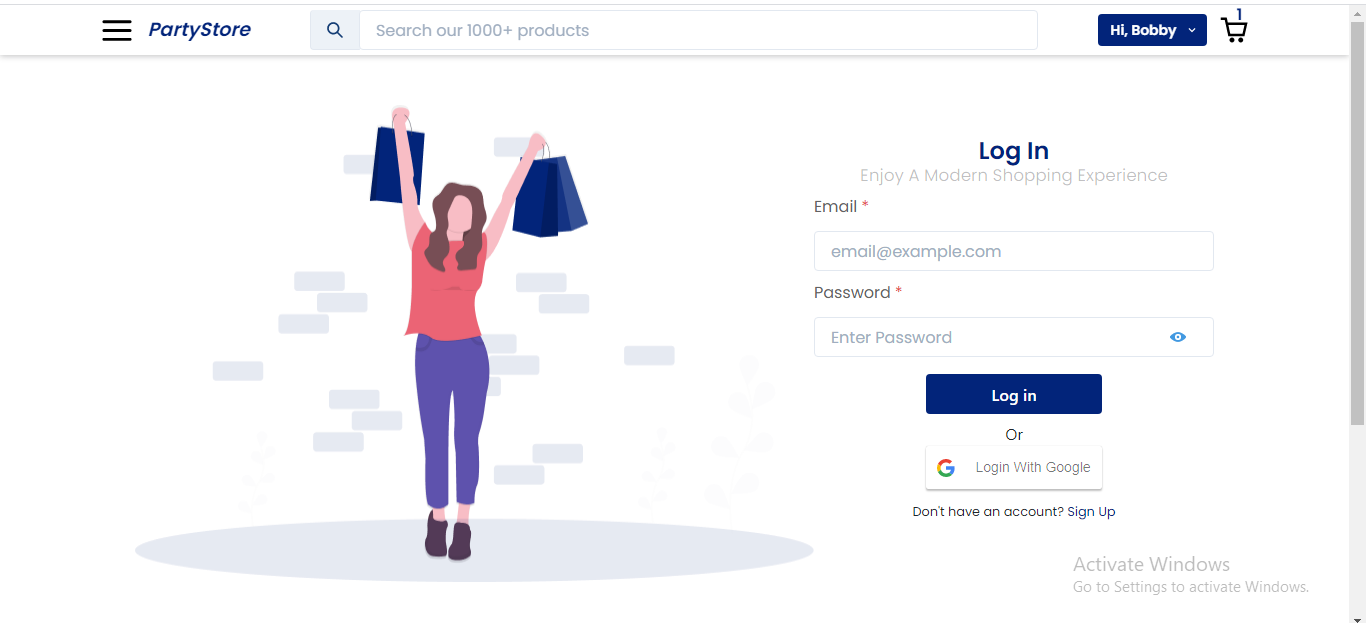 PartyStore
Search our 1000+ products
Hi, Bobby
1
Log In
Enjoy A Modern Shopping Experience
Email *
email@example.com
Password *
Enter Password
Log in
Or
Login With Google
Don't have an account? Sign Up
Activate Windows
Go to Settings to activate Windows.